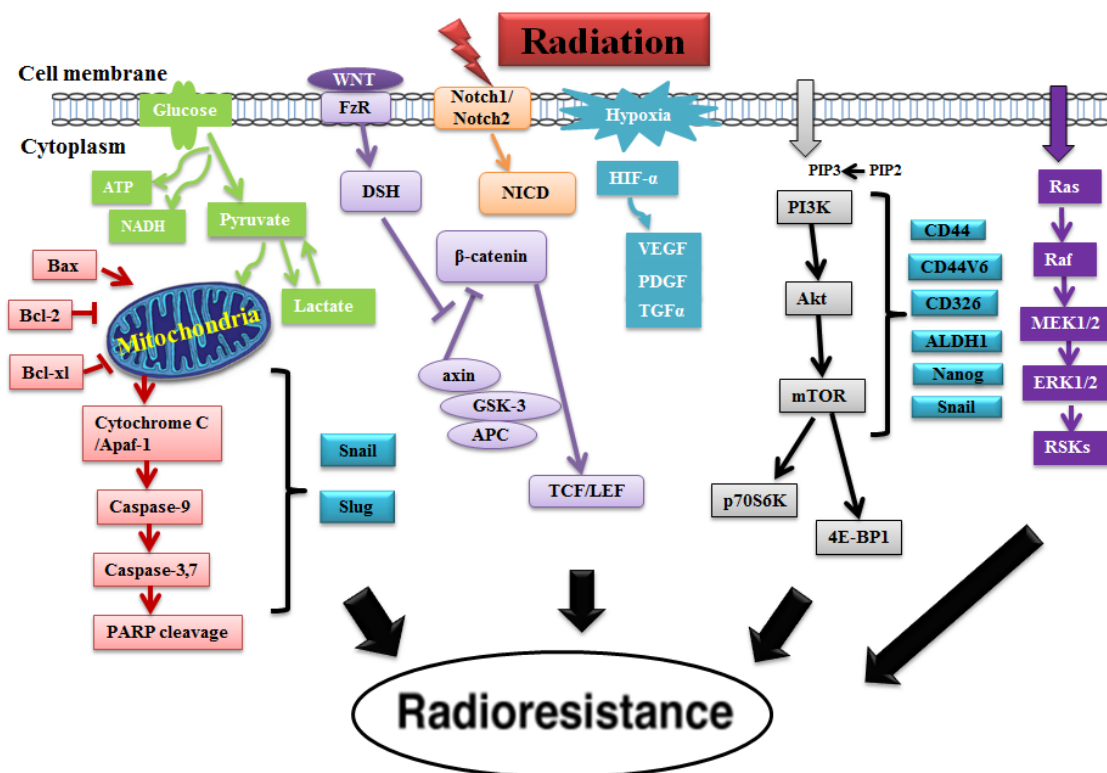 Radiation
Cell membrane
WNT
Glucose
FzR
Notch1/
Notch2
Hypoxia
Cytoplasm
ATP
NADH
Pyruvate
Lactate
DSH
NICD
HIF-α
VEGF
PDGF
TGFα
β-catenin
axin
GSK-3
APC
TCF/LEF
PIP3
PIP2
PI3K
Akt
mTOR
p70S6K
4E-BP1
CD44
CD44V6
CD326
ALDH1
Nanog
Snail
Ras
Raf
MEK1/2
ERK1/2
RSKs
Bax
Bcl-2
Bcl-xl
Mitochondria
Cytochrome C
/Apaf-1
Caspase-9
Caspase-3,7
PARP cleavage
Snail
Slug
Radioresistance